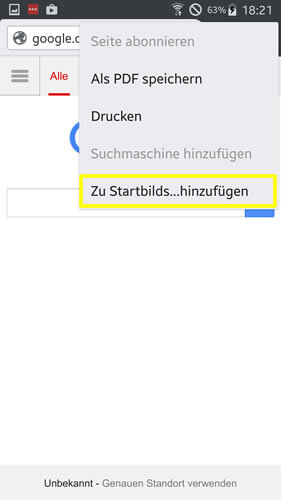 63% 18:21
google.c
Seite abonnieren
Alle
Als PDF speichern
Drucken
Suchmaschine hinzufügen
Zu Startbilds...hinzufügen
Unbekannt - Genauen Standort verwenden